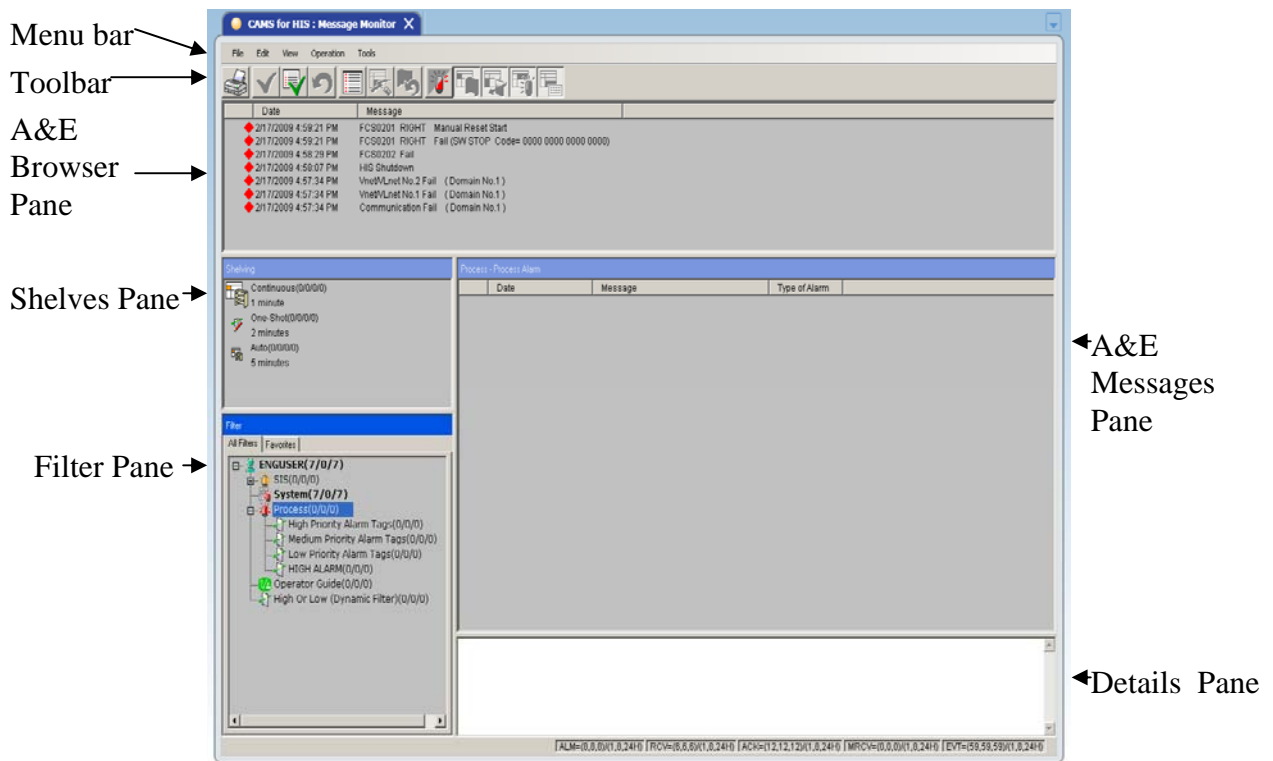 CAMS for HIS : Message Monitor X
Menu bar
File Edit View Operation Tools
Toolbar
A&E
Browser
Pane
Date Message
2/17/2009 4:59:21 PM FCS0201 RIGHT Manual Reset Start
2/17/2009 4:59:21 PM FCS0201 RIGHT Fail (SW STOP Code= 0000 0000 0000 0000)
2/17/2009 4:58:29 PM FCS0202 Fail
2/17/2009 4:58:07 PM HIS Shutdown
2/17/2009 4:57:34 PM Vnet/VLnet No.2 Fail ( Domain No.1 )
2/17/2009 4:57:34 PM Vnet/VLnet No.1 Fail ( Domain No.1 )
2/17/2009 4:57:34 PM Communication Fail ( Domain No.1 )
Shelves Pane
Shelving
Continuous(0/0/0/0)
1 minute
One-Shot(0/0/0/0)
2 minutes
Auto(0/0/0/0)
5 minutes
Process - Process Alarm
Date Message Type of Alarm
A&E
Messages
Pane
Filter Pane
Filter
All Filters Favorites
ENGUSER(7/0/7)
SIS(0/0/0)
System(7/0/7)
Process(0/0/0)
High Priority Alarm Tags(0/0/0)
Medium Priority Alarm Tags(0/0/0)
Low Priority Alarm Tags(0/0/0)
HIGH ALARM(0/0/0)
Operator Guide(0/0/0)
High Or Low (Dynamic Filter)(0/0/0)
Details Pane
ALM=(0,0,0)/(1,8,24H) RCV=(6,6,6)/(1,8,24H) ACK=(12,12,12)/(1,8,24H) MRCV=(0,0,0)/(1,8,24H) EVT=(59,59,59)/(1,8,24H)